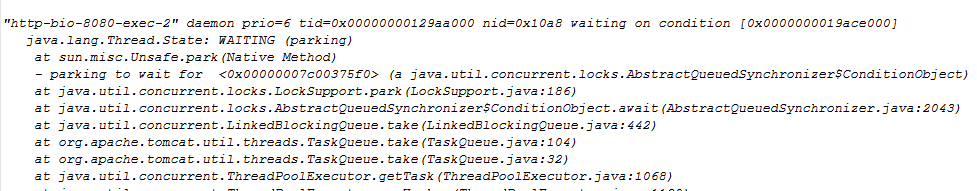 "http-bio-8080-exec-2" daemon prio=6 tid=0x00000000129aa000 nid=0x10a8 waiting on condition [0x0000000019ace000]
java.lang.Thread.State: WAITING (parking)
at sun.misc.Unsafe.park(Native Method)
- parking to wait for <0x00000007c00375f0> (a java.util.concurrent.locks.AbstractQueuedSynchronizer$ConditionObject)
at java.util.concurrent.locks.LockSupport.park(LockSupport.java:186)
at java.util.concurrent.locks.AbstractQueuedSynchronizer$ConditionObject.await(AbstractQueuedSynchronizer.java:2043)
at java.util.concurrent.LinkedBlockingQueue.take(LinkedBlockingQueue.java:442)
at org.apache.tomcat.util.threads.TaskQueue.take(TaskQueue.java:104)
at org.apache.tomcat.util.threads.TaskQueue.take(TaskQueue.java:32)
at java.util.concurrent.ThreadPoolExecutor.getTask(ThreadPoolExecutor.java:1068)